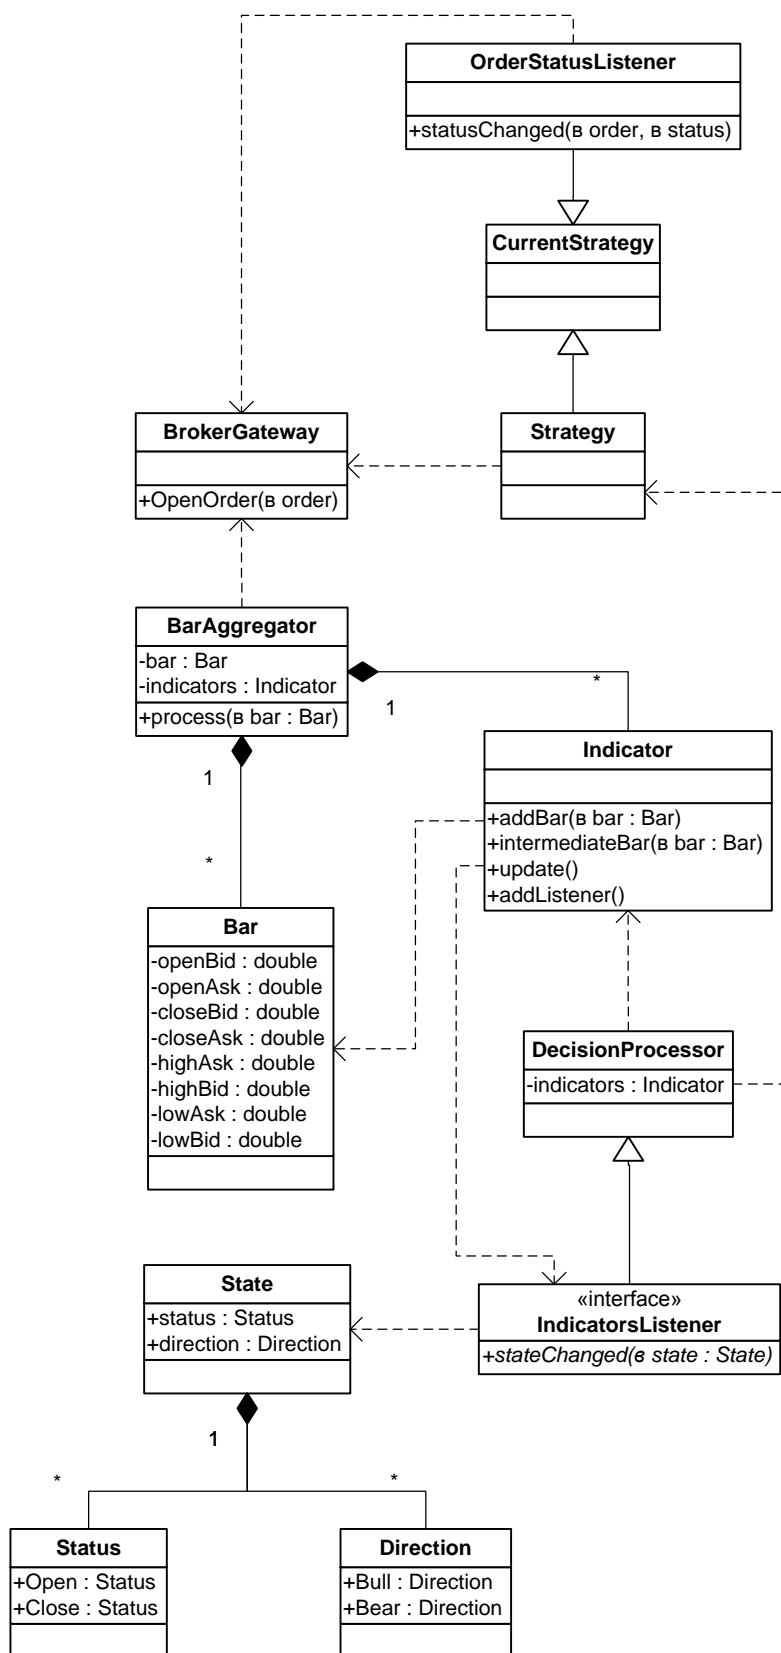 OrderStatusListener
+statusChanged(в order, в status)
CurrentStrategy
BrokerGateway
+OpenOrder(в order)
Strategy
BarAggregator
-bar : Bar
-indicators : Indicator
+process(в bar : Bar)
1
*
1
*
Indicator
+addBar(в bar : Bar)
+intermediateBar(в bar : Bar)
+update()
+addListener()
Bar
-openBid : double
-openAsk : double
-closeBid : double
-closeAsk : double
-highAsk : double
-highBid : double
-lowAsk : double
-lowBid : double
DecisionProcessor
-indicators : Indicator
State
+status : Status
+direction : Direction
«interface»
IndicatorsListener
+stateChanged(в state : State)
1
*
*
Status
+Open : Status
+Close : Status
Direction
+Bull : Direction
+Bear : Direction